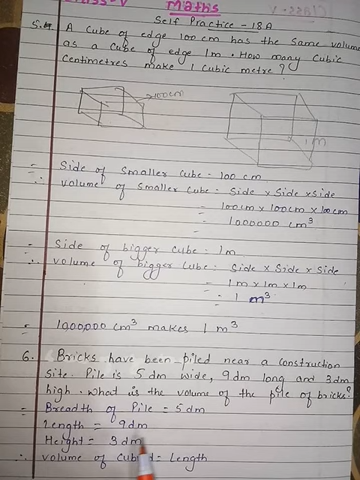 Class-V Maths
Self Practice - 18A
5. A Cube of edge 100 cm has the same volume
as a Cube of edge 1m. How many Cubic
Centimetres make 1 Cubic metre?
100cm
1m
= Side of Smaller Cube = 100 cm
∴ Volume of Smaller Cube = Side × Side × Side
= 100cm × 100cm × 100cm
= 1000000 cm³
= Side of bigger Cube = 1m
∴ Volume of bigger Cube = Side × Side × Side
= 1m × 1m × 1m
= 1 m³
= 1000000 cm³ makes 1 m³
6. Bricks have been piled near a construction
Site. Pile is 5 dm wide, 9 dm long and 3 dm
high. What is the volume of the pile of bricks
= Breadth of Pile = 5 dm
Length = 9 dm
Height = 3 dm
∴ Volume of Cuboid = Length